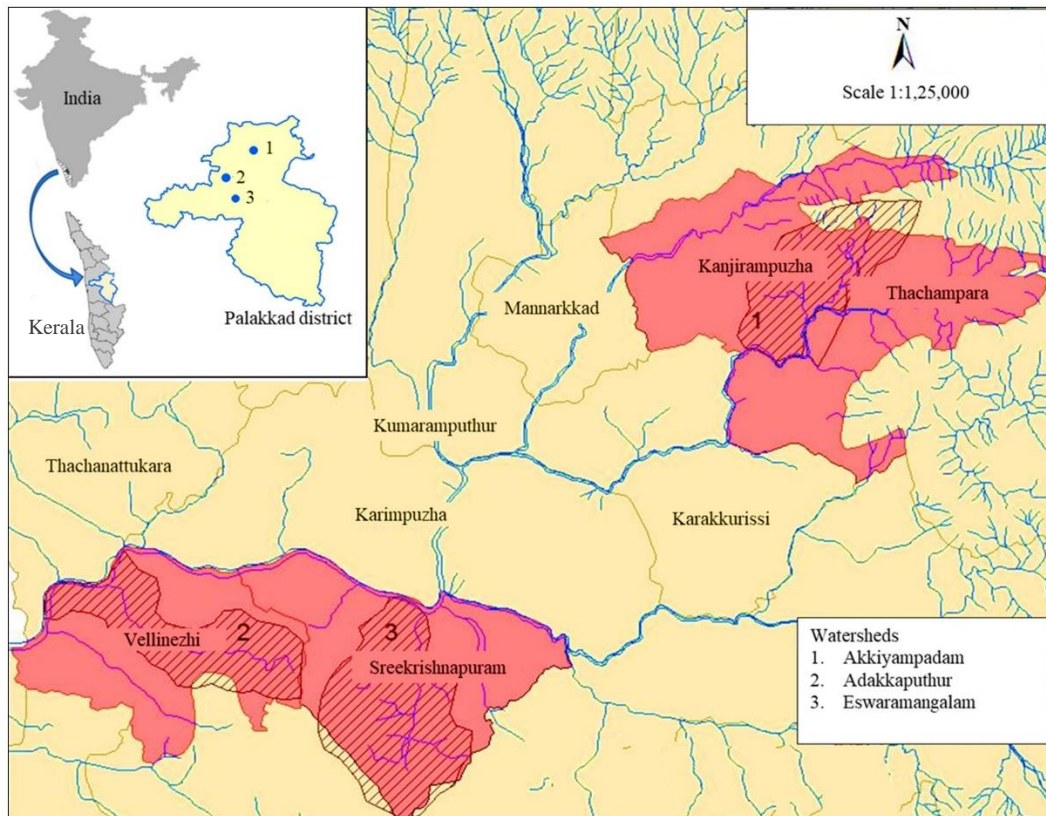 India
Kerala
1
2
3
Palakkad district
N
Scale 1:1,25,000
Kanjirampuzha
Thachampara
1
Mannarkkad
Kumaramputhur
Thachanattukara
Karimpuzha
Karakkurissi
Vellinezhi
2
3
Sreekrishnapuram
Watersheds
1. Akkiyampadam
2. Adakkaputhur
3. Eswaramangalam